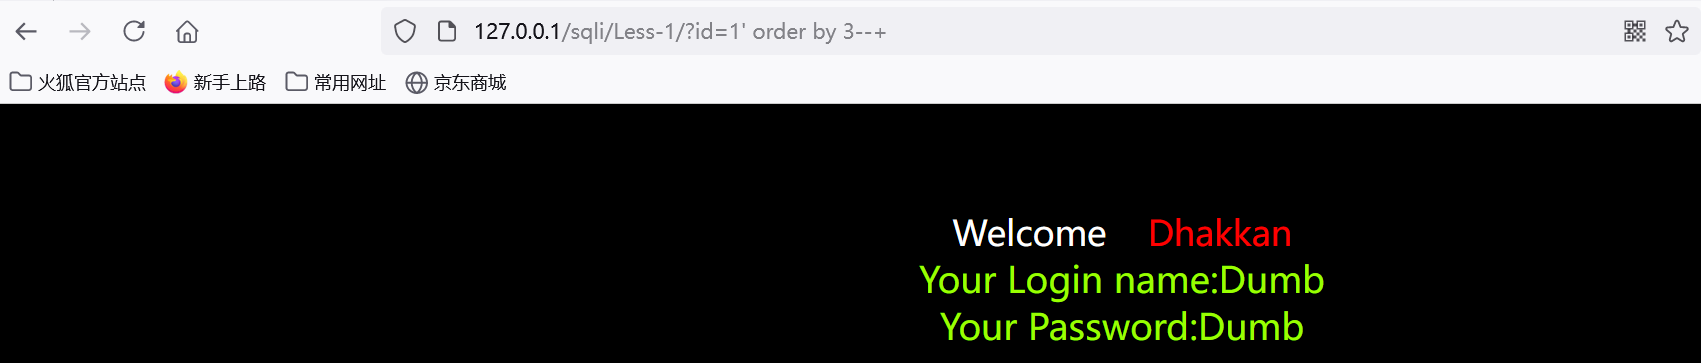 127.0.0.1/sqli/Less-1/?id=1' order by 3--+
火狐官方站点 新手上路 常用网址 京东商城
Welcome Dhakkan
Your Login name:Dumb
Your Password:Dumb